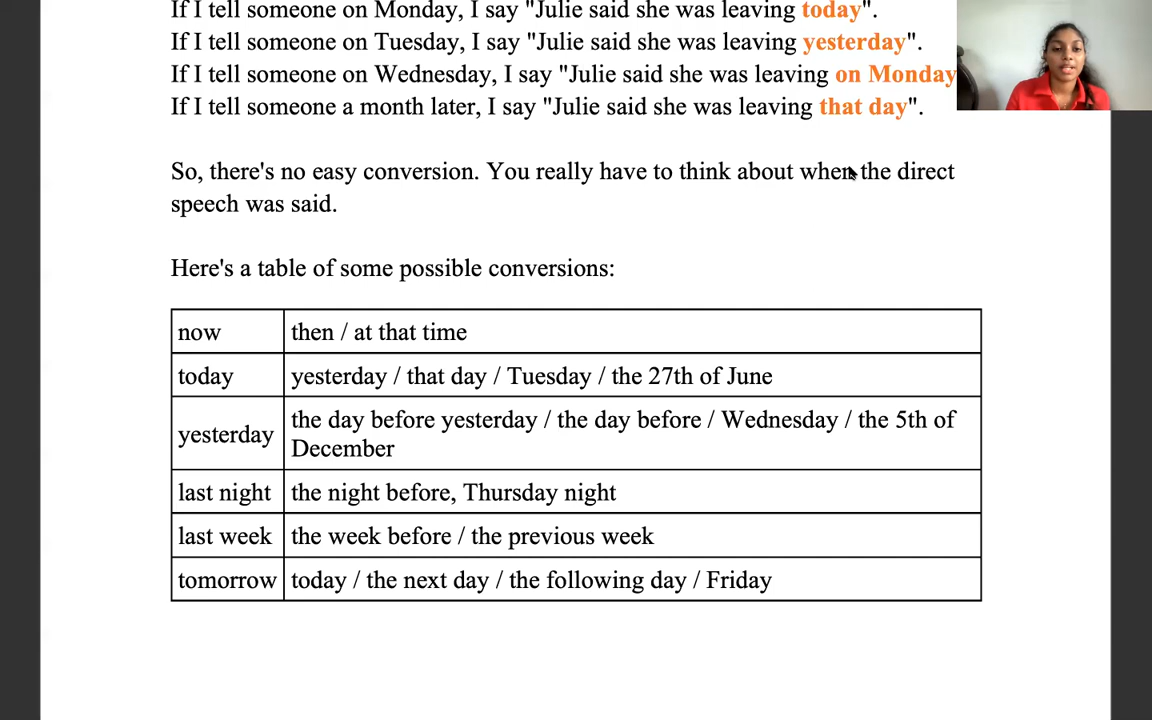 If I tell someone on Monday, I say "Julie said she was leaving today".
If I tell someone on Tuesday, I say "Julie said she was leaving yesterday".
If I tell someone on Wednesday, I say "Julie said she was leaving on Monday
If I tell someone a month later, I say "Julie said she was leaving that day".
So, there's no easy conversion. You really have to think about when the direct
speech was said.
Here's a table of some possible conversions:
now then / at that time
today yesterday / that day / Tuesday / the 27th of June
yesterday the day before yesterday / the day before / Wednesday / the 5th of
December
last night the night before, Thursday night
last week the week before / the previous week
tomorrow today / the next day / the following day / Friday